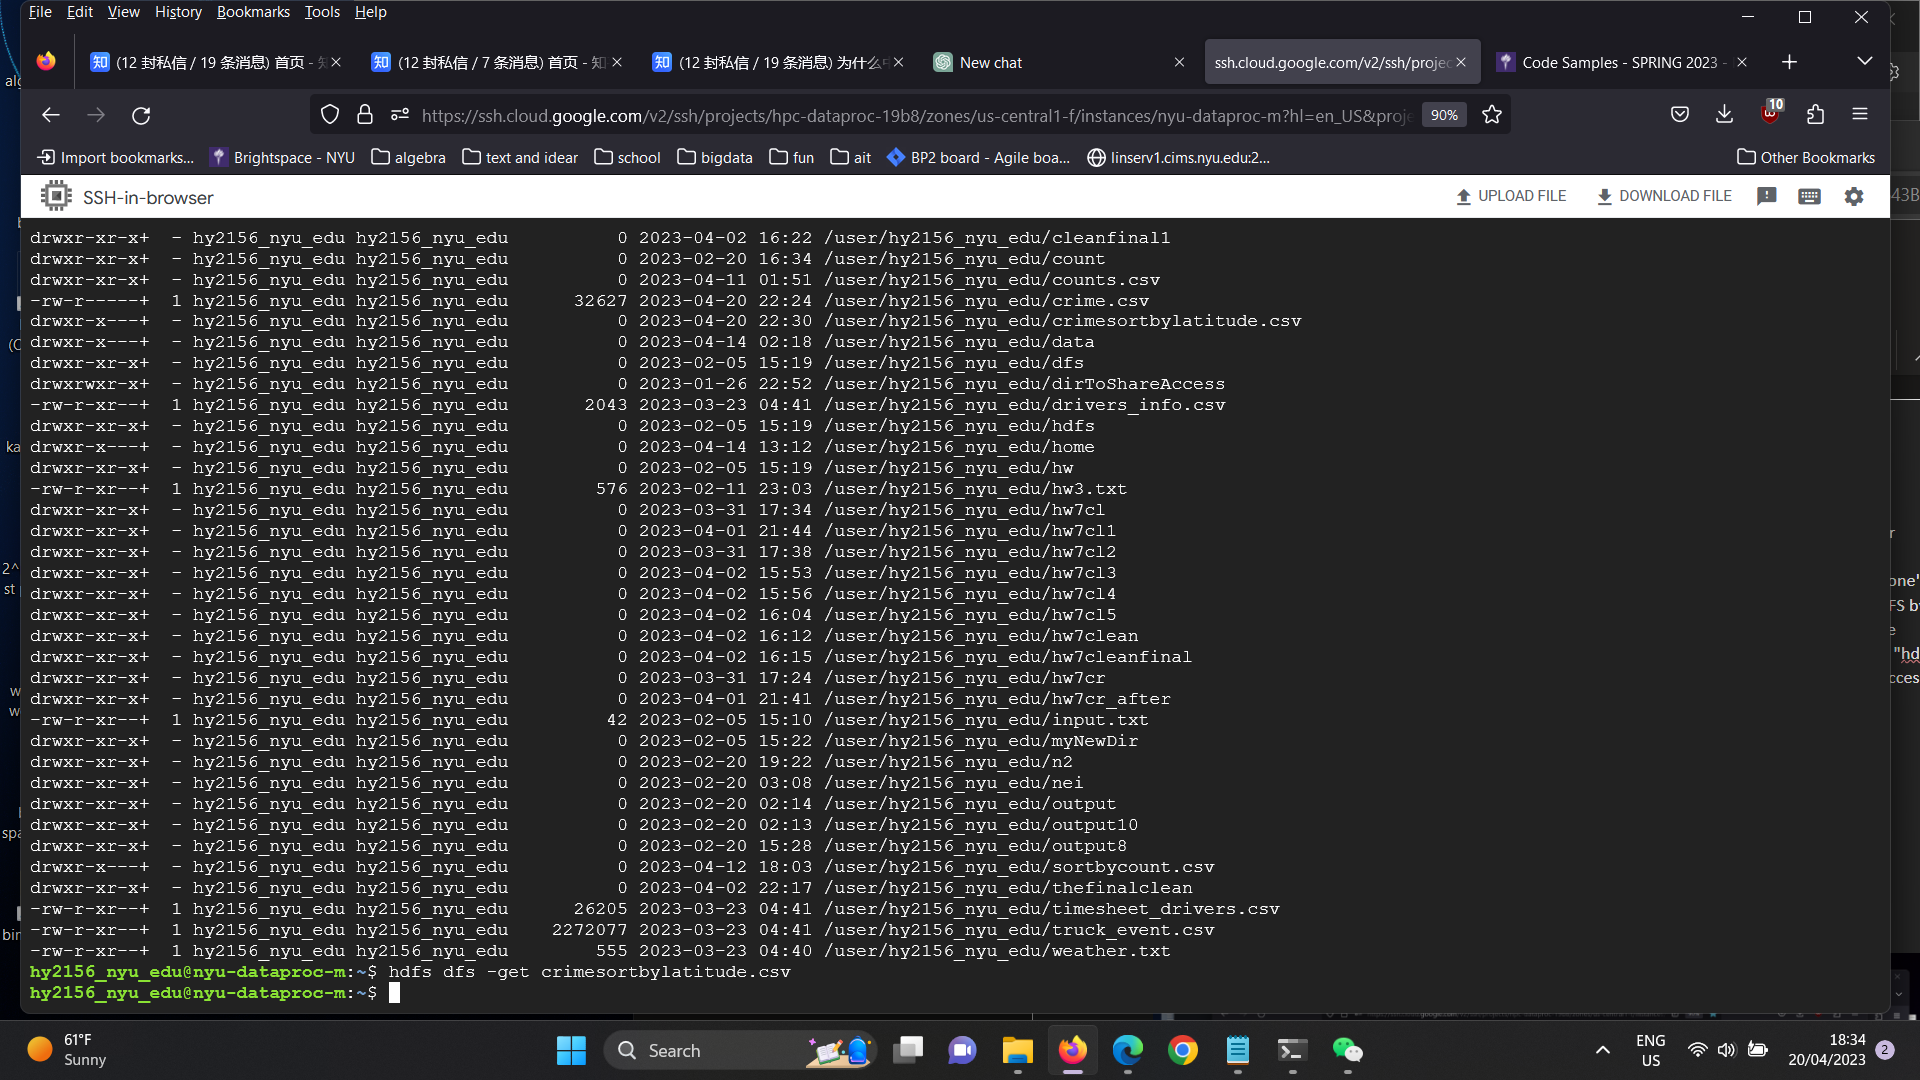 File Edit View History Bookmarks Tools Help
(12 封私信 / 19 条消息) 首页 - 知
(12 封私信 / 7 条消息) 首页 - 知
(12 封私信 / 19 条消息) 为什么
New chat
ssh.cloud.google.com/v2/ssh/projec
Code Samples - SPRING 2023 -
https://ssh.cloud.google.com/v2/ssh/projects/hpc-dataproc-19b8/zones/us-central1-f/instances/nyu-dataproc-m?hl=en_US&proje
90%
10
Import bookmarks... Brightspace - NYU algebra text and idear school bigdata fun ait BP2 board - Agile boa... linserv1.cims.nyu.edu:2... Other Bookmarks
SSH-in-browser UPLOAD FILE DOWNLOAD FILE
drwxr-xr-x+ - hy2156_nyu_edu hy2156_nyu_edu 0 2023-04-02 16:22 /user/hy2156_nyu_edu/cleanfinal1
drwxr-xr-x+ - hy2156_nyu_edu hy2156_nyu_edu 0 2023-02-20 16:34 /user/hy2156_nyu_edu/count
drwxr-xr-x+ - hy2156_nyu_edu hy2156_nyu_edu 0 2023-04-11 01:51 /user/hy2156_nyu_edu/counts.csv
-rw-r-----+ 1 hy2156_nyu_edu hy2156_nyu_edu 32627 2023-04-20 22:24 /user/hy2156_nyu_edu/crime.csv
drwxr-x---+ - hy2156_nyu_edu hy2156_nyu_edu 0 2023-04-20 22:30 /user/hy2156_nyu_edu/crimesortbylatitude.csv
drwxr-x---+ - hy2156_nyu_edu hy2156_nyu_edu 0 2023-04-14 02:18 /user/hy2156_nyu_edu/data
drwxr-xr-x+ - hy2156_nyu_edu hy2156_nyu_edu 0 2023-02-05 15:19 /user/hy2156_nyu_edu/dfs
drwxrwxr-x+ - hy2156_nyu_edu hy2156_nyu_edu 0 2023-01-26 22:52 /user/hy2156_nyu_edu/dirToShareAccess
-rw-r-xr--+ 1 hy2156_nyu_edu hy2156_nyu_edu 2043 2023-03-23 04:41 /user/hy2156_nyu_edu/drivers_info.csv
drwxr-xr-x+ - hy2156_nyu_edu hy2156_nyu_edu 0 2023-02-05 15:19 /user/hy2156_nyu_edu/hdfs
drwxr-x---+ - hy2156_nyu_edu hy2156_nyu_edu 0 2023-04-14 13:12 /user/hy2156_nyu_edu/home
drwxr-xr-x+ - hy2156_nyu_edu hy2156_nyu_edu 0 2023-02-05 15:19 /user/hy2156_nyu_edu/hw
-rw-r-xr--+ 1 hy2156_nyu_edu hy2156_nyu_edu 576 2023-02-11 23:03 /user/hy2156_nyu_edu/hw3.txt
drwxr-xr-x+ - hy2156_nyu_edu hy2156_nyu_edu 0 2023-03-31 17:34 /user/hy2156_nyu_edu/hw7cl
drwxr-xr-x+ - hy2156_nyu_edu hy2156_nyu_edu 0 2023-04-01 21:44 /user/hy2156_nyu_edu/hw7cl1
drwxr-xr-x+ - hy2156_nyu_edu hy2156_nyu_edu 0 2023-03-31 17:38 /user/hy2156_nyu_edu/hw7cl2
drwxr-xr-x+ - hy2156_nyu_edu hy2156_nyu_edu 0 2023-04-02 15:53 /user/hy2156_nyu_edu/hw7cl3
drwxr-xr-x+ - hy2156_nyu_edu hy2156_nyu_edu 0 2023-04-02 15:56 /user/hy2156_nyu_edu/hw7cl4
drwxr-xr-x+ - hy2156_nyu_edu hy2156_nyu_edu 0 2023-04-02 16:04 /user/hy2156_nyu_edu/hw7cl5
drwxr-xr-x+ - hy2156_nyu_edu hy2156_nyu_edu 0 2023-04-02 16:12 /user/hy2156_nyu_edu/hw7clean
drwxr-xr-x+ - hy2156_nyu_edu hy2156_nyu_edu 0 2023-04-02 16:15 /user/hy2156_nyu_edu/hw7cleanfinal
drwxr-xr-x+ - hy2156_nyu_edu hy2156_nyu_edu 0 2023-03-31 17:24 /user/hy2156_nyu_edu/hw7cr
drwxr-xr-x+ - hy2156_nyu_edu hy2156_nyu_edu 0 2023-04-01 21:41 /user/hy2156_nyu_edu/hw7cr_after
-rw-r-xr--+ 1 hy2156_nyu_edu hy2156_nyu_edu 42 2023-02-05 15:10 /user/hy2156_nyu_edu/input.txt
drwxr-xr-x+ - hy2156_nyu_edu hy2156_nyu_edu 0 2023-02-05 15:22 /user/hy2156_nyu_edu/myNewDir
drwxr-xr-x+ - hy2156_nyu_edu hy2156_nyu_edu 0 2023-02-20 19:22 /user/hy2156_nyu_edu/n2
drwxr-xr-x+ - hy2156_nyu_edu hy2156_nyu_edu 0 2023-02-20 03:08 /user/hy2156_nyu_edu/nei
drwxr-xr-x+ - hy2156_nyu_edu hy2156_nyu_edu 0 2023-02-20 02:14 /user/hy2156_nyu_edu/output
drwxr-xr-x+ - hy2156_nyu_edu hy2156_nyu_edu 0 2023-02-20 02:13 /user/hy2156_nyu_edu/output10
drwxr-xr-x+ - hy2156_nyu_edu hy2156_nyu_edu 0 2023-02-20 15:28 /user/hy2156_nyu_edu/output8
drwxr-xr-x+ - hy2156_nyu_edu hy2156_nyu_edu 0 2023-04-12 18:03 /user/hy2156_nyu_edu/sortbycount.csv
drwxr-xr-x+ - hy2156_nyu_edu hy2156_nyu_edu 0 2023-04-02 22:17 /user/hy2156_nyu_edu/thefinalclean
-rw-r-xr--+ 1 hy2156_nyu_edu hy2156_nyu_edu 26205 2023-03-23 04:41 /user/hy2156_nyu_edu/timesheet_drivers.csv
-rw-r-xr--+ 1 hy2156_nyu_edu hy2156_nyu_edu 2272077 2023-03-23 04:41 /user/hy2156_nyu_edu/truck_event.csv
-rw-r-xr--+ 1 hy2156_nyu_edu hy2156_nyu_edu 555 2023-03-23 04:40 /user/hy2156_nyu_edu/weather.txt
hy2156_nyu_edu@nyu-dataproc-m:~$ hdfs dfs -get crimesortbylatitude.csv
hy2156_nyu_edu@nyu-dataproc-m:~$
61°F
Sunny
Search
ENG
US
18:34
20/04/2023
2